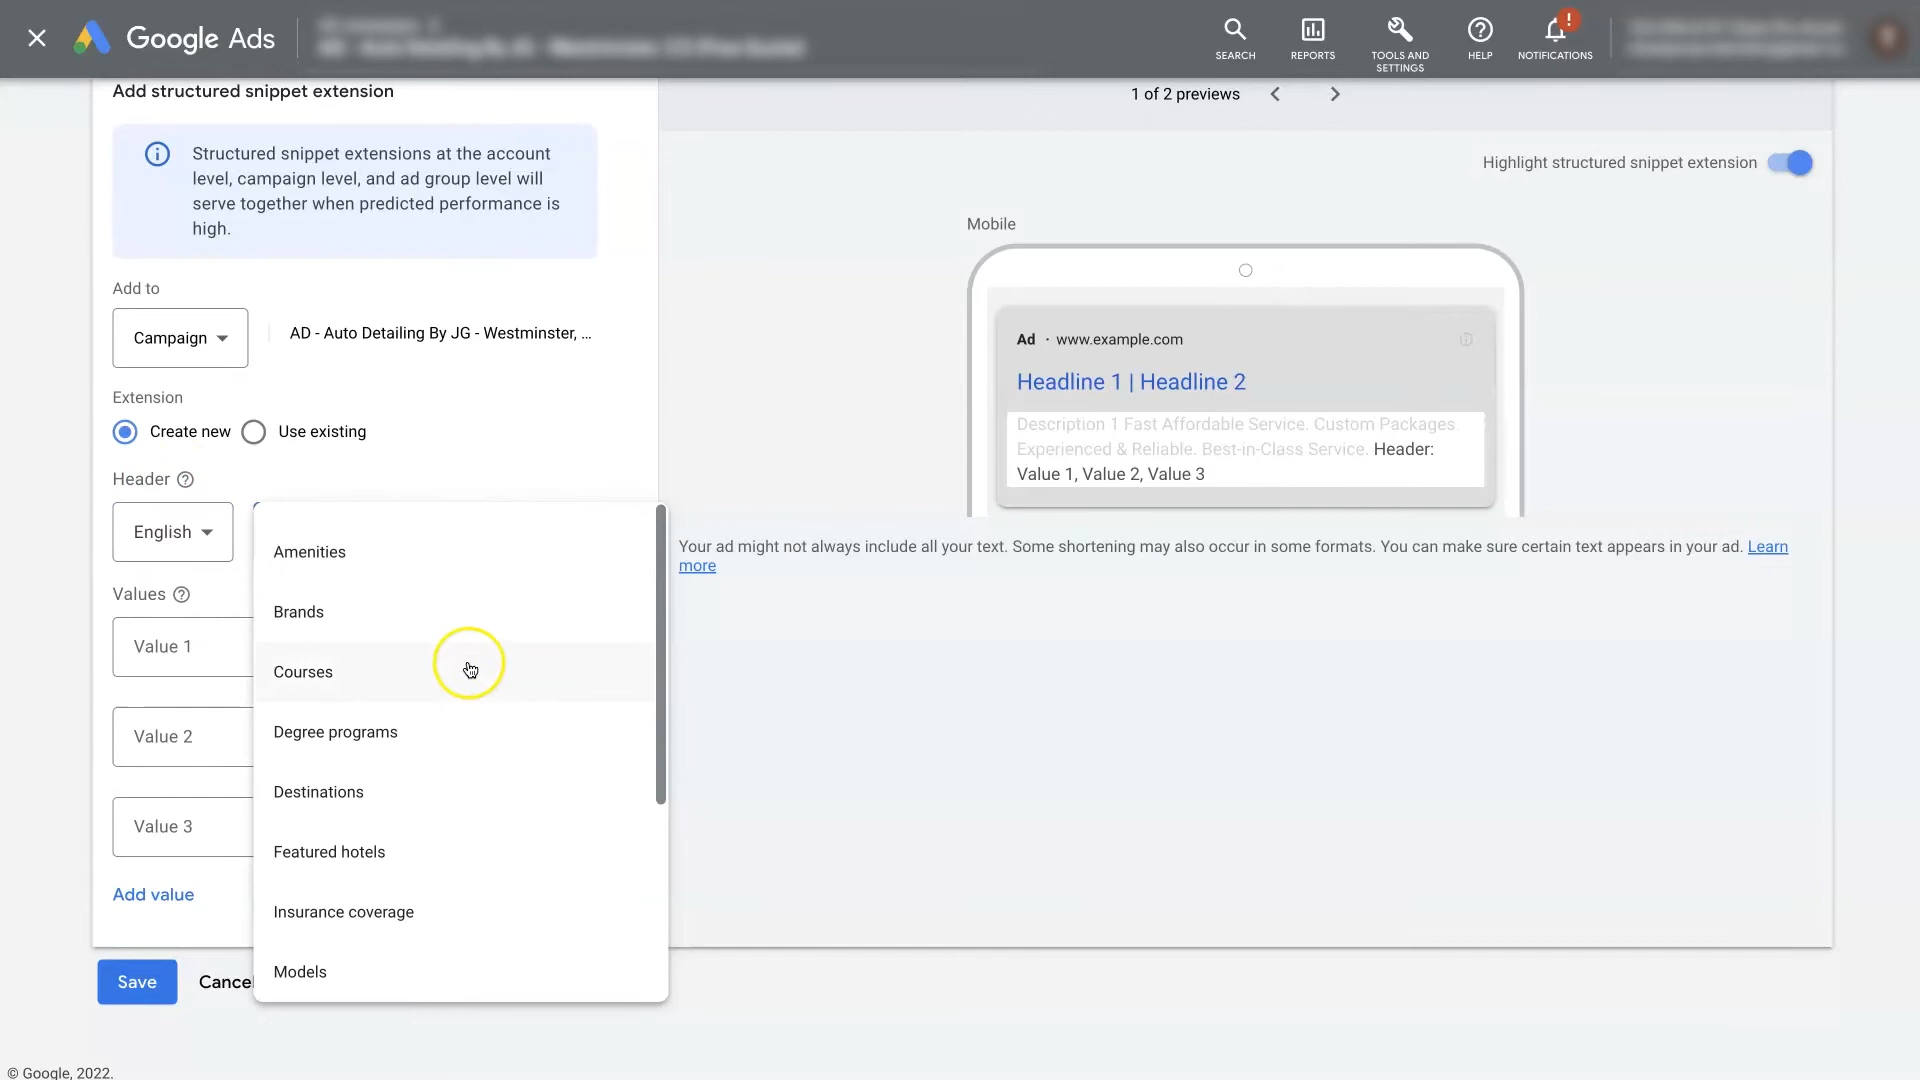 Google Ads
SEARCH
REPORTS
TOOLS AND
SETTINGS
HELP
!
NOTIFICATIONS
Add structured snippet extension
Structured snippet extensions at the account
level, campaign level, and ad group level will
serve together when predicted performance is
high.
Add to
Campaign
AD - Auto Detailing By JG - Westminster, ...
Extension
Create new
Use existing
Header
English
Values
Value 1
Value 2
Value 3
Add value
Save
Cancel
Amenities
Brands
Courses
Degree programs
Destinations
Featured hotels
Insurance coverage
Models
1 of 2 previews
Highlight structured snippet extension
Mobile
Ad · www.example.com
Headline 1 | Headline 2
Description 1 Fast Affordable Service. Custom Packages.
Experienced & Reliable. Best-in-Class Service. Header:
Value 1, Value 2, Value 3
Your ad might not always include all your text. Some shortening may also occur in some formats. You can make sure certain text appears in your ad. Learn
more
© Google, 2022.